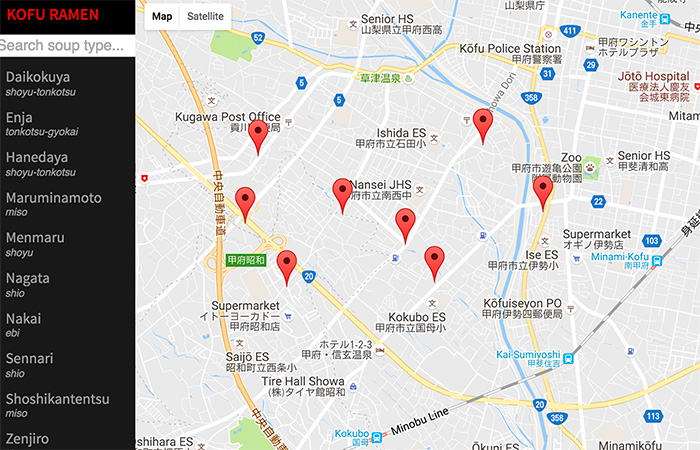 KOFU RAMEN
Search soup type...
Daikokuya
shoyu-tonkotsu
Enja
tonkotsu-gyokai
Hanedaya
shoyu-tonkotsu
Maruminamoto
miso
Menmaru
shoyu
Nagata
shio
Nakai
ebi
Sennari
shio
Shoshikantentsu
miso
Zenjiro
Map
Satellite
Senior HS
山梨県立甲府西高
山梨県庁
Kanente
金手
52
Kōfu Police Station
甲府警察署
甲府ワシントン
ホテルプラザ
6
草津温泉
5
5
Jōtō Hospital
医療法人慶友
会城東病院
358
Kugawa Post Office
貢川郵便局
Ishida ES
甲府市立石田小
Showa Dori
Mitam
Zoo
甲府市遊亀公園
附属動物園
Senior HS
甲斐清和高
Nansei JHS
甲府市立南西中
中央自動車道
22
Supermarket
オギノ伊勢店
103
Minami-Kofu
南甲府
身延
甲府昭和
20
Ise ES
甲府市立伊勢小
Supermarket
イトーヨーカドー
甲府昭和店
Kokubo ES
甲府市立国母小
Kōfuiseyon PO
甲府伊勢四郵便局
ホテル1-2-3
甲府・信玄温泉
Saijō ES
昭和町立西条小
Kai-Sumiyoshi
甲斐住吉
Tire Hall Showa
(株)タイヤ館昭和
358
113
中央自動車
Minobu Line
Oshihara ES
Kokubo
国母
20
Ōkuni ES